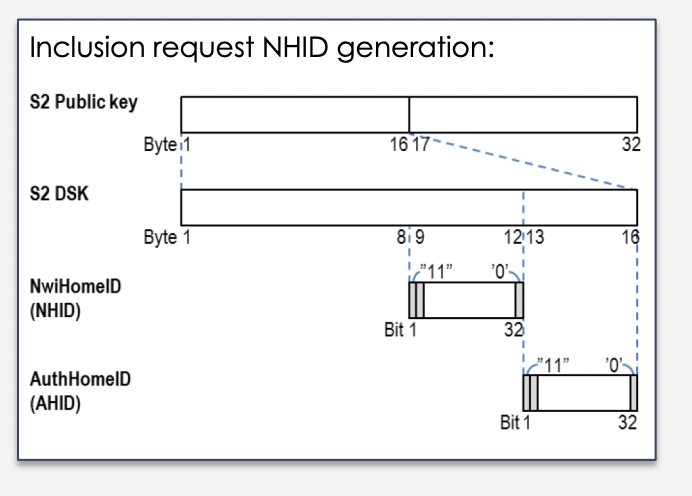 Inclusion request NHID generation:
S2 Public key
Byte 1 16 17 32
S2 DSK
Byte 1 8 9 12 13 16
NwiHomeID
(NHID)
"11" '0'
Bit 1 32
AuthHomeID
(AHID)
"11" '0'
Bit 1 32